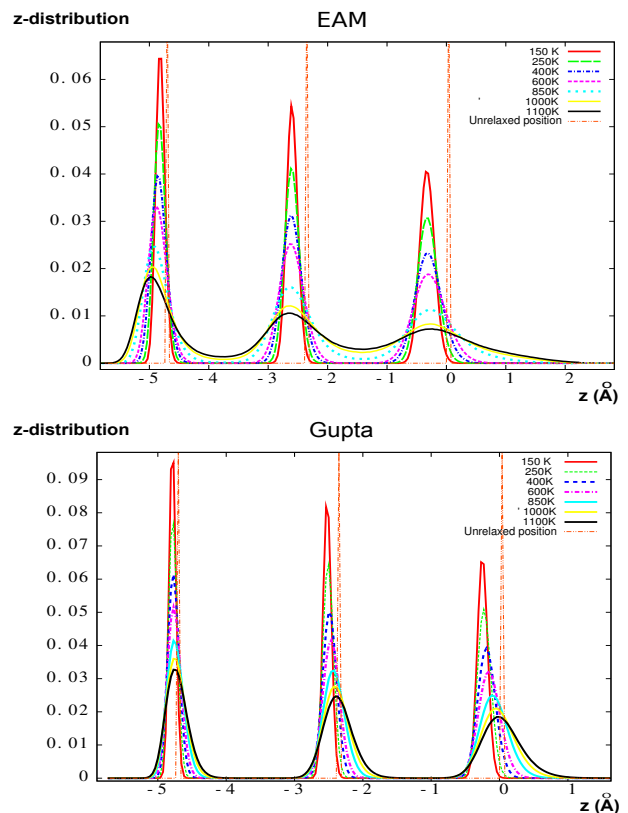 z-distribution
EAM
150 K
250K
400K
600K
850K
1000K
1100K
Unrelaxed position
0.06
0.05
0.04
0.03
0.02
0.01
0
-5 -4 -3 -2 -1 0 1 2
z (Å)
z-distribution
Gupta
150 K
250K
400K
600K
850K
1000K
1100K
Unrelaxed position
0.09
0.08
0.07
0.06
0.05
0.04
0.03
0.02
0.01
0
-5 -4 -3 -2 -1 0 1
z (Å)